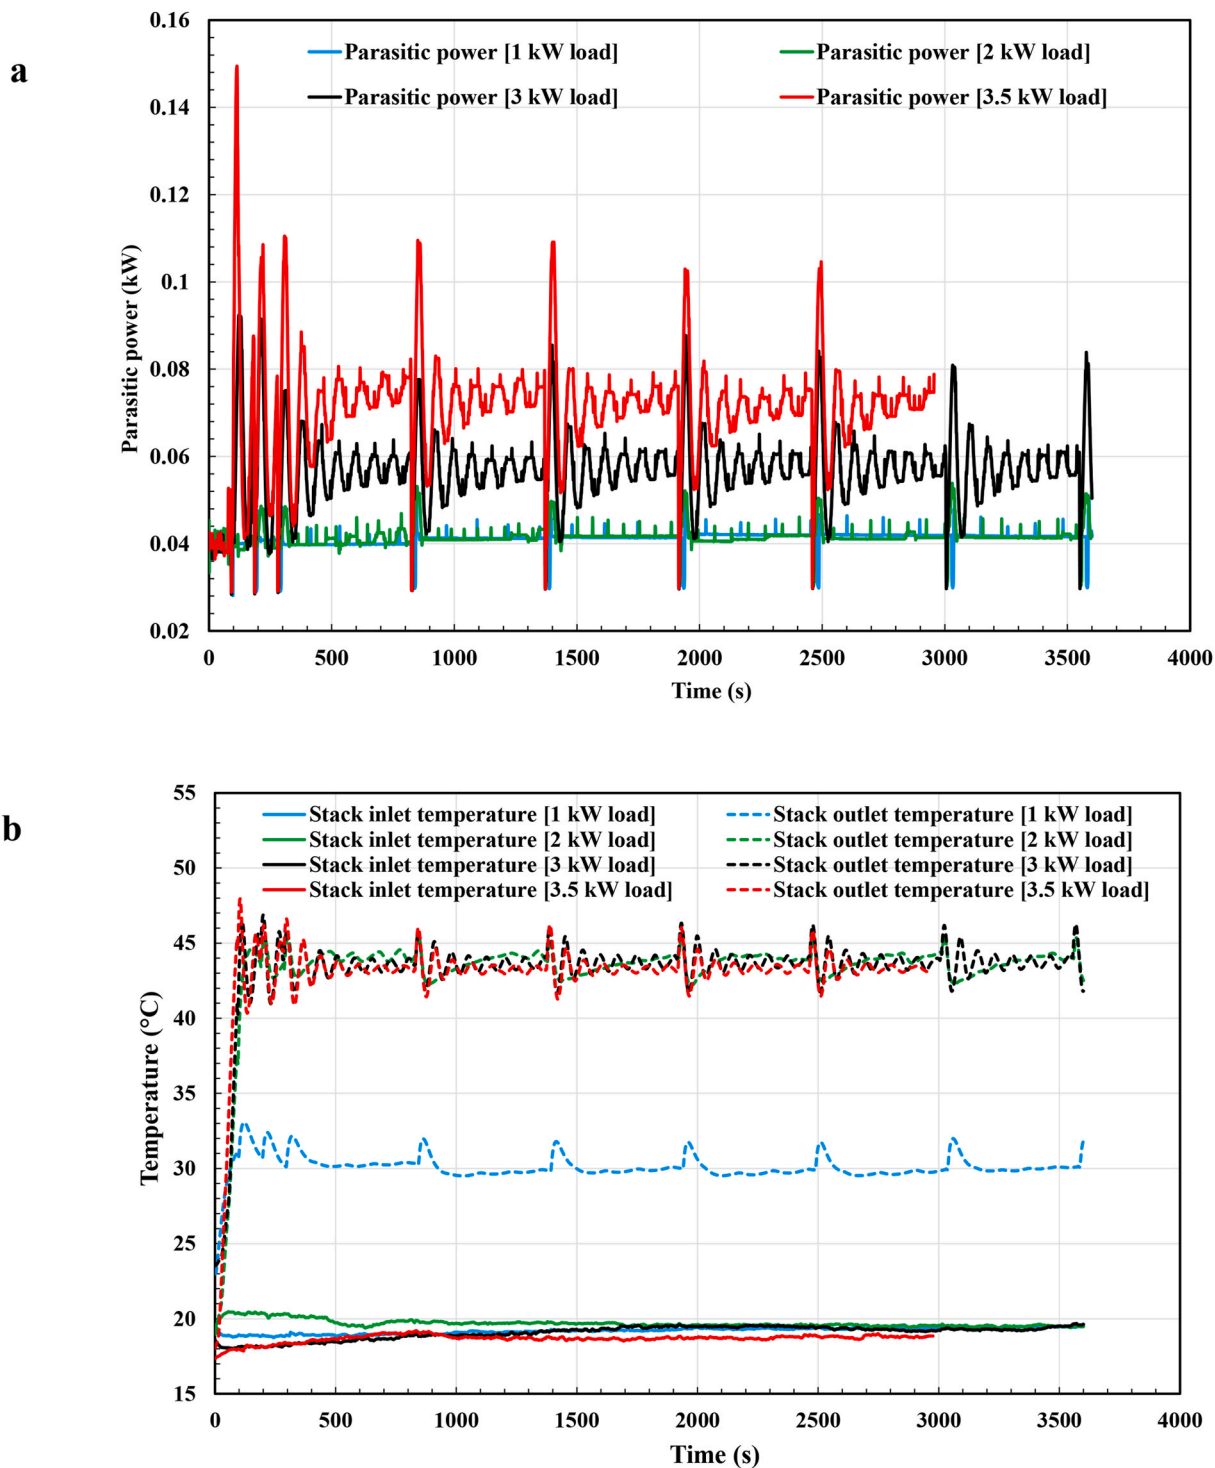 a
0.16
0.14
0.12
0.1
0.08
0.06
0.04
0.02
Parasitic power (kW)
Parasitic power [1 kW load] Parasitic power [2 kW load]
Parasitic power [3 kW load] Parasitic power [3.5 kW load]
0 500 1000 1500 2000 2500 3000 3500 4000
Time (s)
b
55
50
45
40
35
30
25
20
15
Temperature (°C)
Stack inlet temperature [1 kW load] Stack outlet temperature [1 kW load]
Stack inlet temperature [2 kW load] Stack outlet temperature [2 kW load]
Stack inlet temperature [3 kW load] Stack outlet temperature [3 kW load]
Stack inlet temperature [3.5 kW load] Stack outlet temperature [3.5 kW load]
0 500 1000 1500 2000 2500 3000 3500 4000
Time (s)